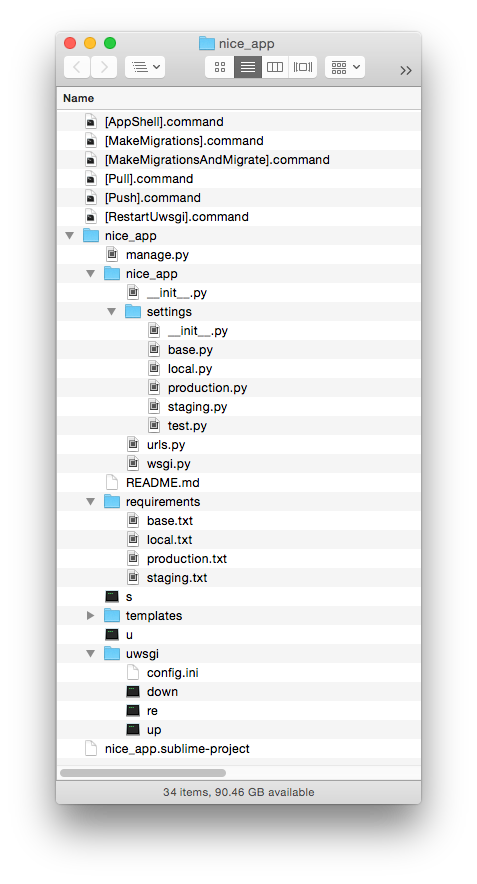 nice_app
Name
[AppShell].command
[MakeMigrations].command
[MakeMigrationsAndMigrate].command
[Pull].command
[Push].command
[RestartUwsgi].command
nice_app
manage.py
nice_app
__init__.py
settings
__init__.py
base.py
local.py
production.py
staging.py
test.py
urls.py
wsgi.py
README.md
requirements
base.txt
local.txt
production.txt
staging.txt
s
templates
u
uwsgi
config.ini
down
re
up
nice_app.sublime-project
34 items, 90.46 GB available